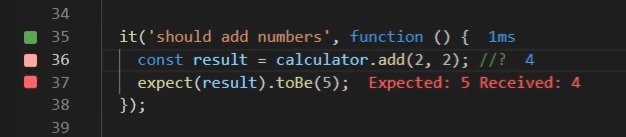 34
35 it('should add numbers', function () { 1ms
36 const result = calculator.add(2, 2); //? 4
37 expect(result).toBe(5); Expected: 5 Received: 4
38 });
39